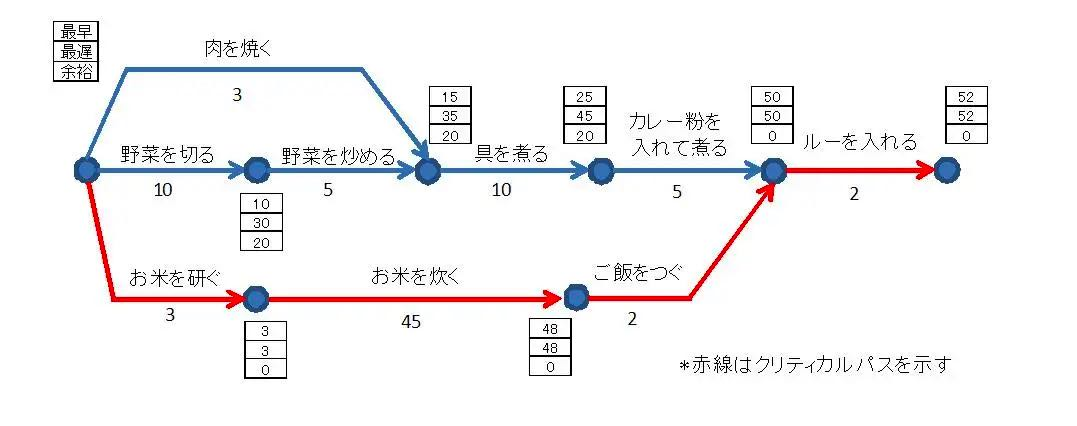 最早
最遅
余裕
肉を焼く
3
15
35
20
25
45
20
カレー粉を
入れて煮る
50
50
0
52
52
0
野菜を切る
10
野菜を炒める
5
具を煮る
10
5
ルーを入れる
2
10
30
20
お米を研ぐ
3
お米を炊く
45
ご飯をつぐ
2
3
3
0
48
48
0
*赤線はクリティカルパスを示す